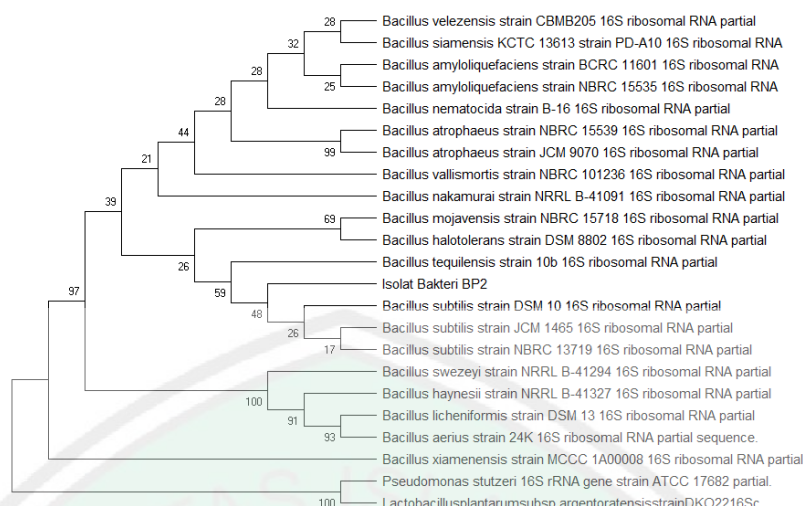 28
Bacillus velezensis strain CBMB205 16S ribosomal RNA partial
32
Bacillus siamensis KCTC 13613 strain PD-A10 16S ribosomal RNA
Bacillus amyloliquefaciens strain BCRC 11601 16S ribosomal RNA
28
25
Bacillus amyloliquefaciens strain NBRC 15535 16S ribosomal RNA
28
Bacillus nematocida strain B-16 16S ribosomal RNA partial
44
Bacillus atrophaeus strain NBRC 15539 16S ribosomal RNA partial
99
Bacillus atrophaeus strain JCM 9070 16S ribosomal RNA partial
21
Bacillus vallismortis strain NBRC 101236 16S ribosomal RNA partial
39
Bacillus nakamurai strain NRRL B-41091 16S ribosomal RNA partial
69
Bacillus mojavensis strain NBRC 15718 16S ribosomal RNA partial
Bacillus halotolerans strain DSM 8802 16S ribosomal RNA partial
26
Bacillus tequilensis strain 10b 16S ribosomal RNA partial
97
59
Isolat Bakteri BP2
48
Bacillus subtilis strain DSM 10 16S ribosomal RNA partial
26
Bacillus subtilis strain JCM 1465 16S ribosomal RNA partial
17
Bacillus subtilis strain NBRC 13719 16S ribosomal RNA partial
Bacillus swezeyi strain NRRL B-41294 16S ribosomal RNA partial
100
Bacillus haynesii strain NRRL B-41327 16S ribosomal RNA partial
91
Bacillus licheniformis strain DSM 13 16S ribosomal RNA partial
93
Bacillus aerius strain 24K 16S ribosomal RNA partial sequence.
Bacillus xiamenensis strain MCCC 1A00008 16S ribosomal RNA partial
Pseudomonas stutzeri 16S rRNA gene strain ATCC 17682 partial.
100
Lactobacillusplantarumsubsp.argentoratensisstrainDKO2216Sc